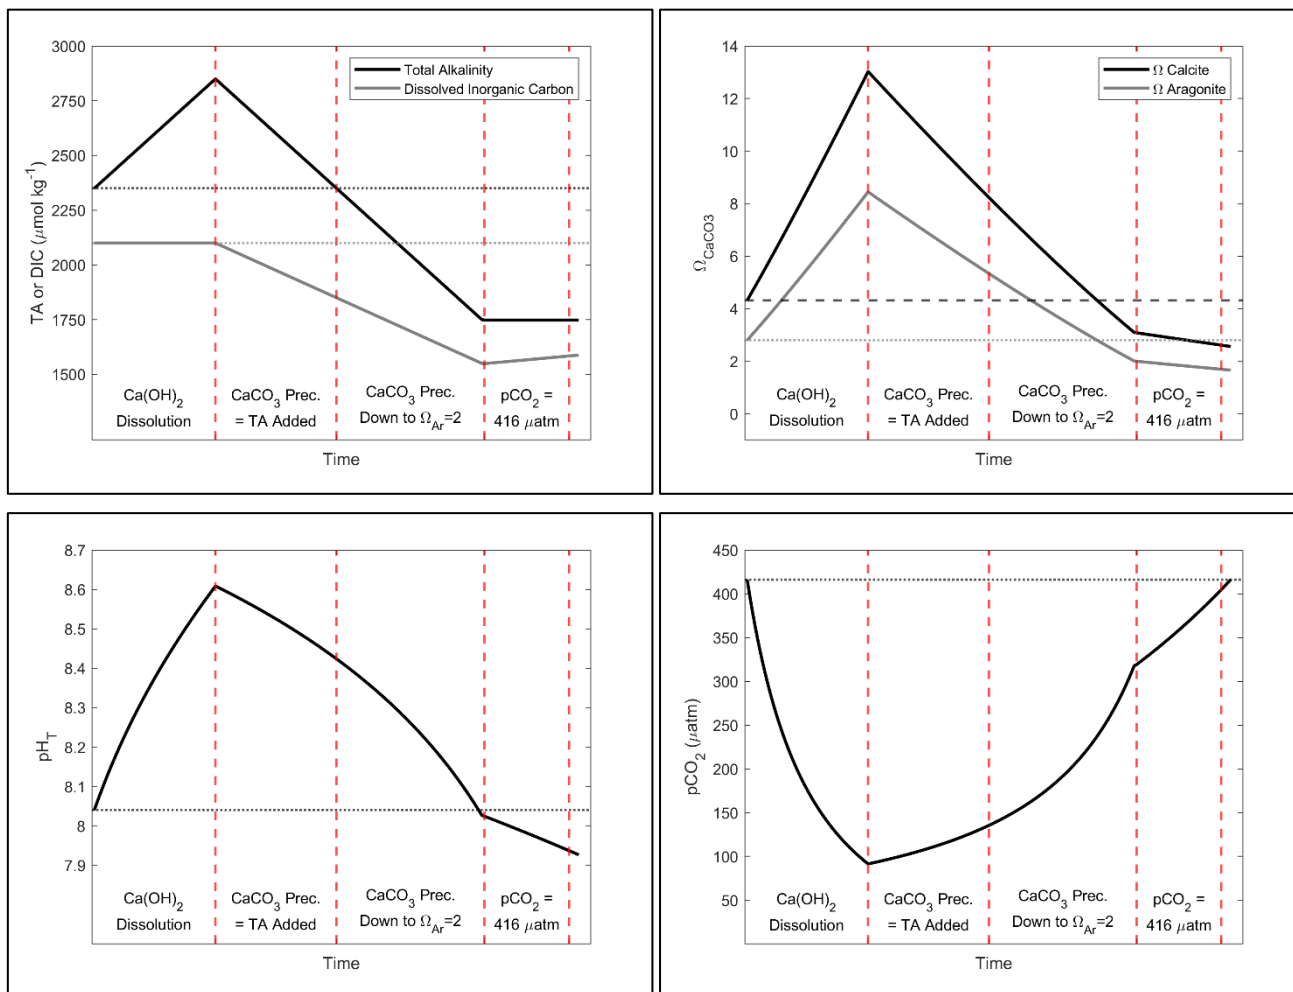 3000
2750
2500
2250
2000
1750
1500
TA or DIC (μmol kg⁻¹)
Total Alkalinity
Dissolved Inorganic Carbon
Ca(OH)₂
Dissolution
CaCO₃ Prec.
= TA Added
CaCO₃ Prec.
Down to Ω_Ar=2
pCO₂ =
416 μatm
Time
14
12
10
8
6
4
2
0
Ω_CaCO3
Ω Calcite
Ω Aragonite
Ca(OH)₂
Dissolution
CaCO₃ Prec.
= TA Added
CaCO₃ Prec.
Down to Ω_Ar=2
pCO₂ =
416 μatm
Time
8.7
8.6
8.5
8.4
8.3
8.2
8.1
8
7.9
pH_T
Ca(OH)₂
Dissolution
CaCO₃ Prec.
= TA Added
CaCO₃ Prec.
Down to Ω_Ar=2
pCO₂ =
416 μatm
Time
450
400
350
300
250
200
150
100
50
pCO₂ (μatm)
Ca(OH)₂
Dissolution
CaCO₃ Prec.
= TA Added
CaCO₃ Prec.
Down to Ω_Ar=2
pCO₂ =
416 μatm
Time